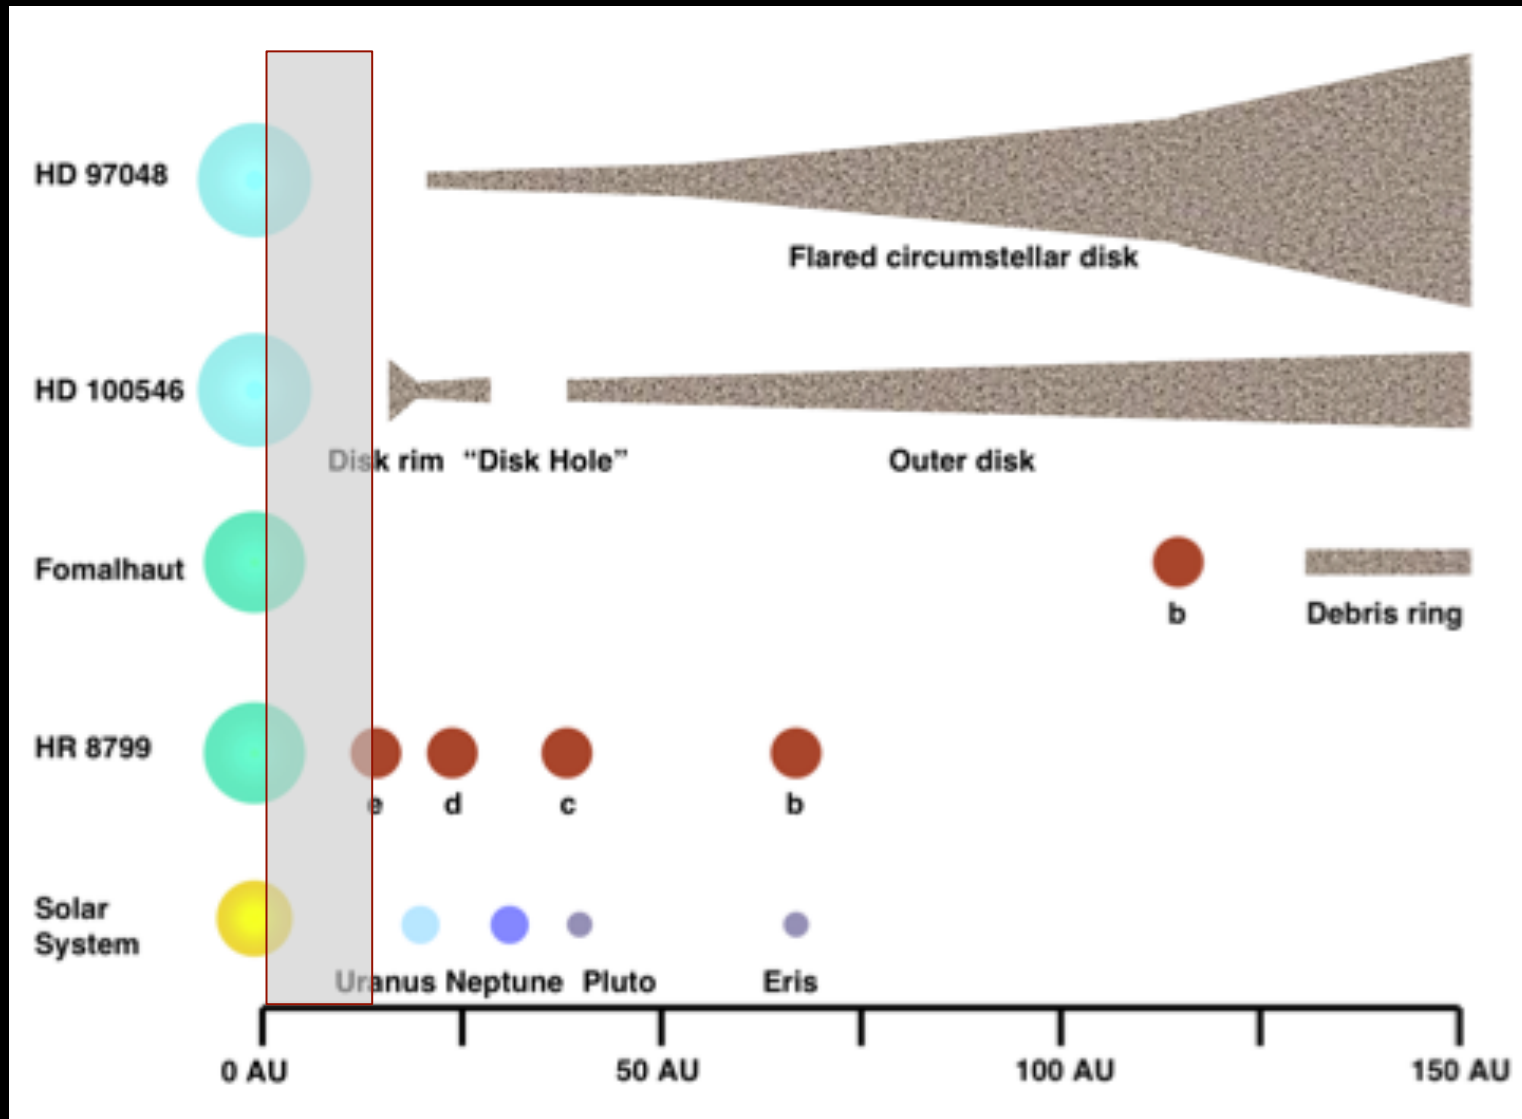 HD 97048
Flared circumstellar disk
HD 100546
Disk rim “Disk Hole”
Outer disk
Fomalhaut
b
Debris ring
HR 8799
e d c b
Solar
System
Uranus Neptune Pluto Eris
0 AU 50 AU 100 AU 150 AU